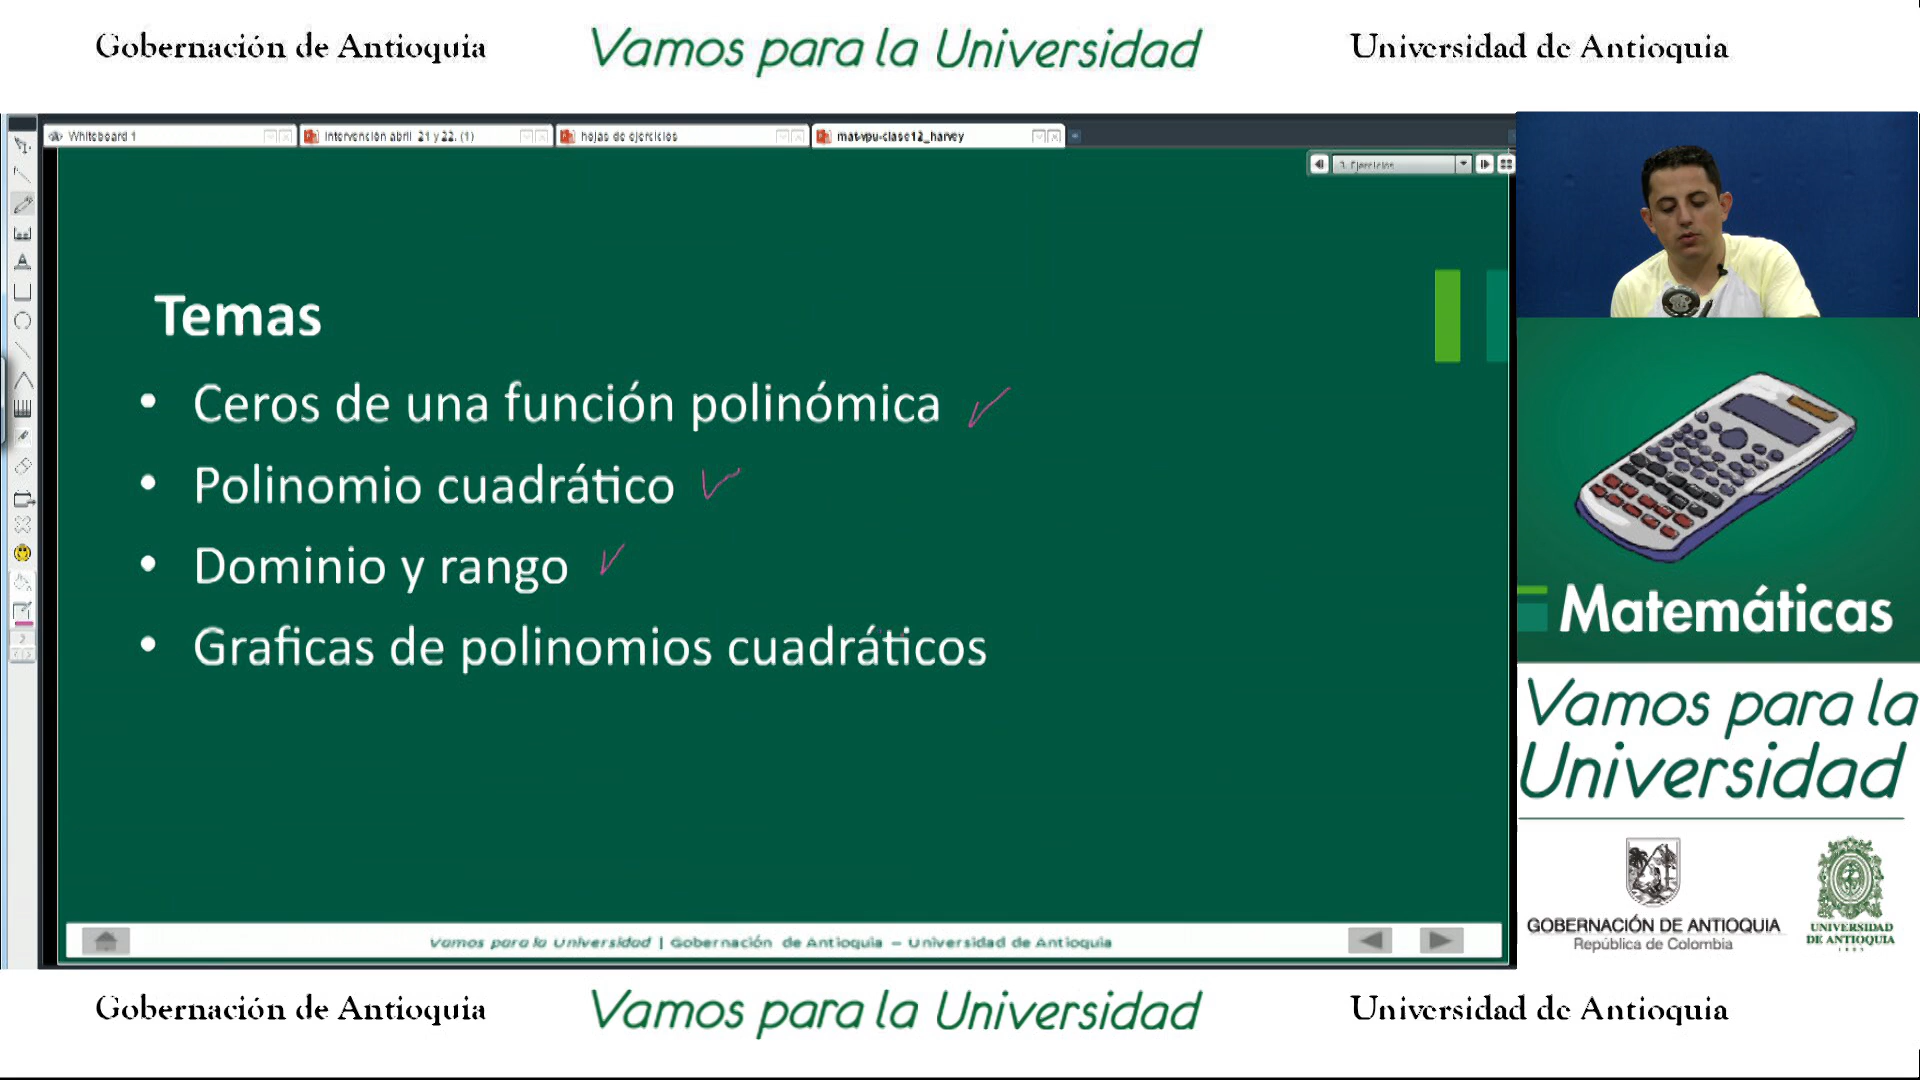 Gobernación de Antioquia
Vamos para la Universidad
Universidad de Antioquia
Whiteboard 1
Intervención abril 21 y 22. (1)
hojas de ejercicios
mat-vpu-clase12_harvey
3. Ejercicios
Temas
• Ceros de una función polinómica
• Polinomio cuadrático
• Dominio y rango
• Graficas de polinomios cuadráticos
Vamos para la Universidad | Gobernación de Antioquia – Universidad de Antioquia
Matemáticas
Vamos para la
Universidad
GOBERNACIÓN DE ANTIOQUIA
República de Colombia
UNIVERSIDAD
DE ANTIOQUIA
Gobernación de Antioquia
Vamos para la Universidad
Universidad de Antioquia